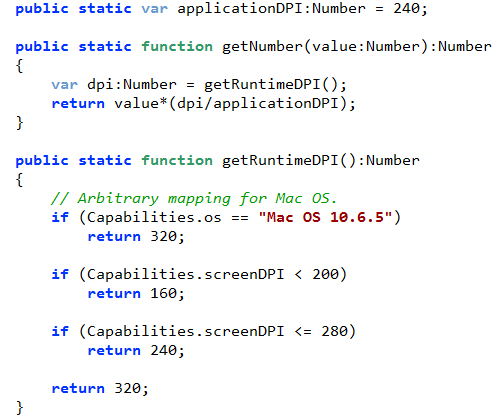 public static var applicationDPI:Number = 240;
public static function getNumber(value:Number):Number
{
    var dpi:Number = getRuntimeDPI();
    return value*(dpi/applicationDPI);
}
public static function getRuntimeDPI():Number
{
    // Arbitrary mapping for Mac OS.
    if (Capabilities.os == "Mac OS 10.6.5")
        return 320;
    if (Capabilities.screenDPI < 200)
        return 160;
    if (Capabilities.screenDPI <= 280)
        return 240;
    return 320;
}